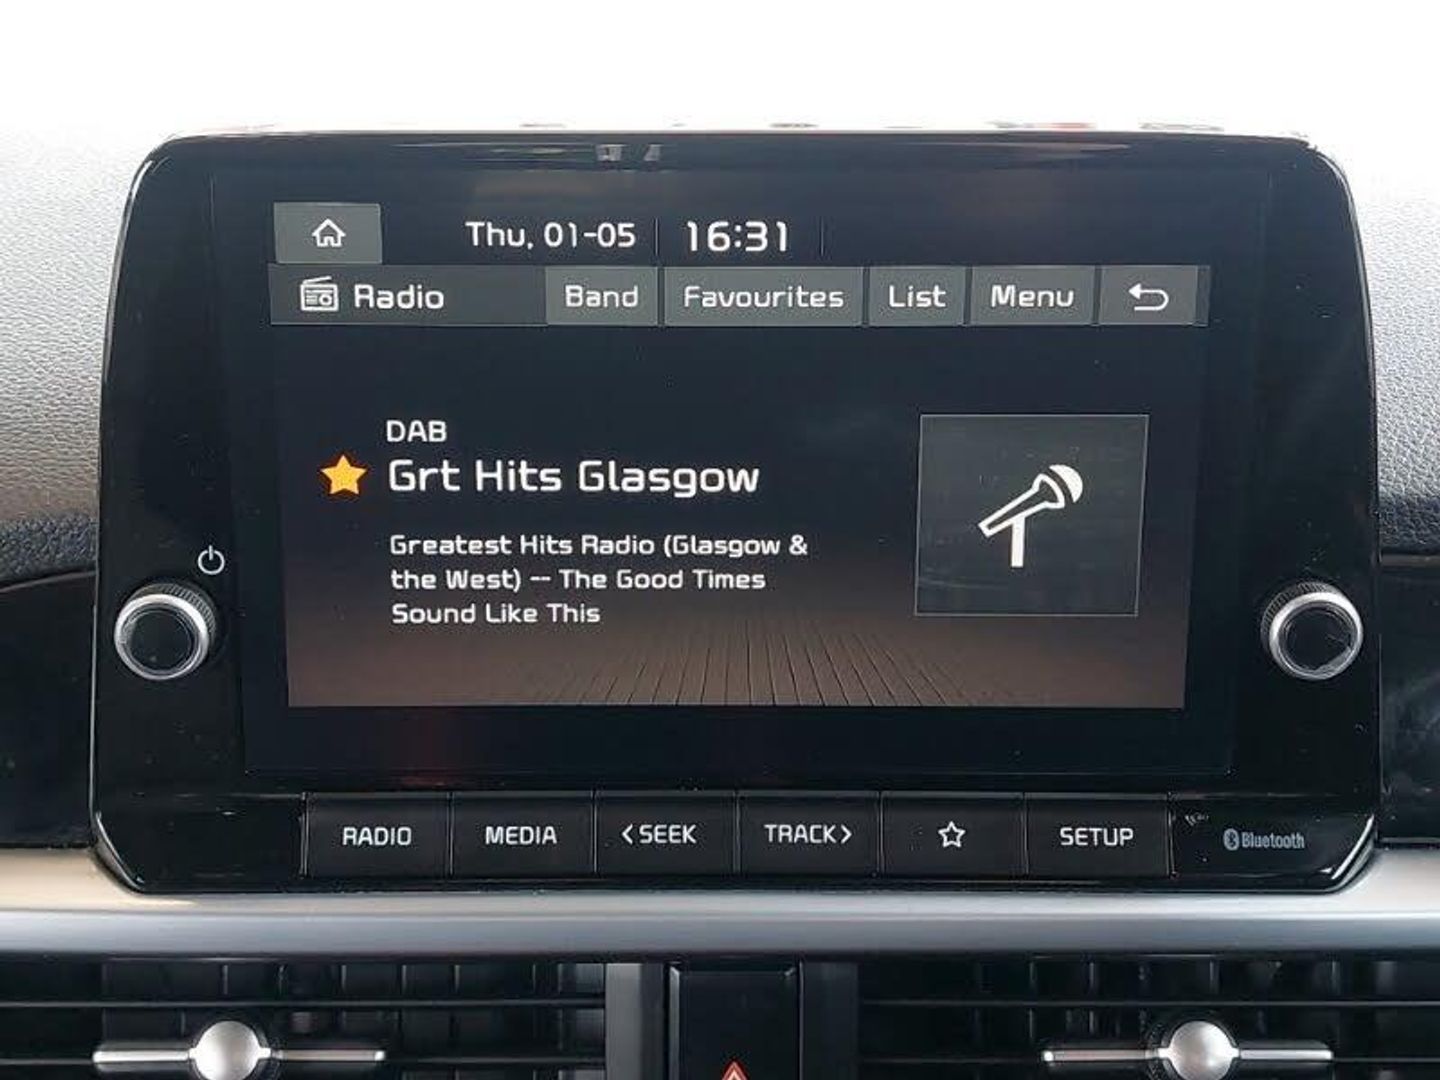 Thu, 01-05 16:31
Radio Band Favourites List Menu
DAB
Grt Hits Glasgow
Greatest Hits Radio (Glasgow &
the West) -- The Good Times
Sound Like This
RADIO MEDIA <SEEK TRACK> SETUP Bluetooth